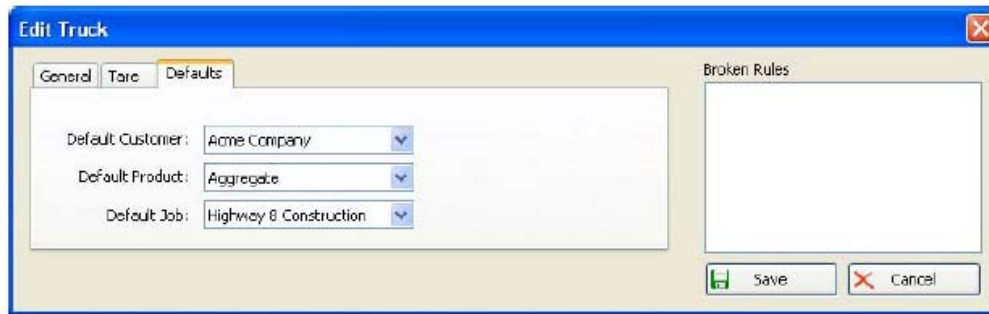 Edit Truck
General Tare Defaults
Broken Rules
Default Customer: Acme Company
Default Product: Aggregate
Default Job: Highway 8 Construction
Save Cancel